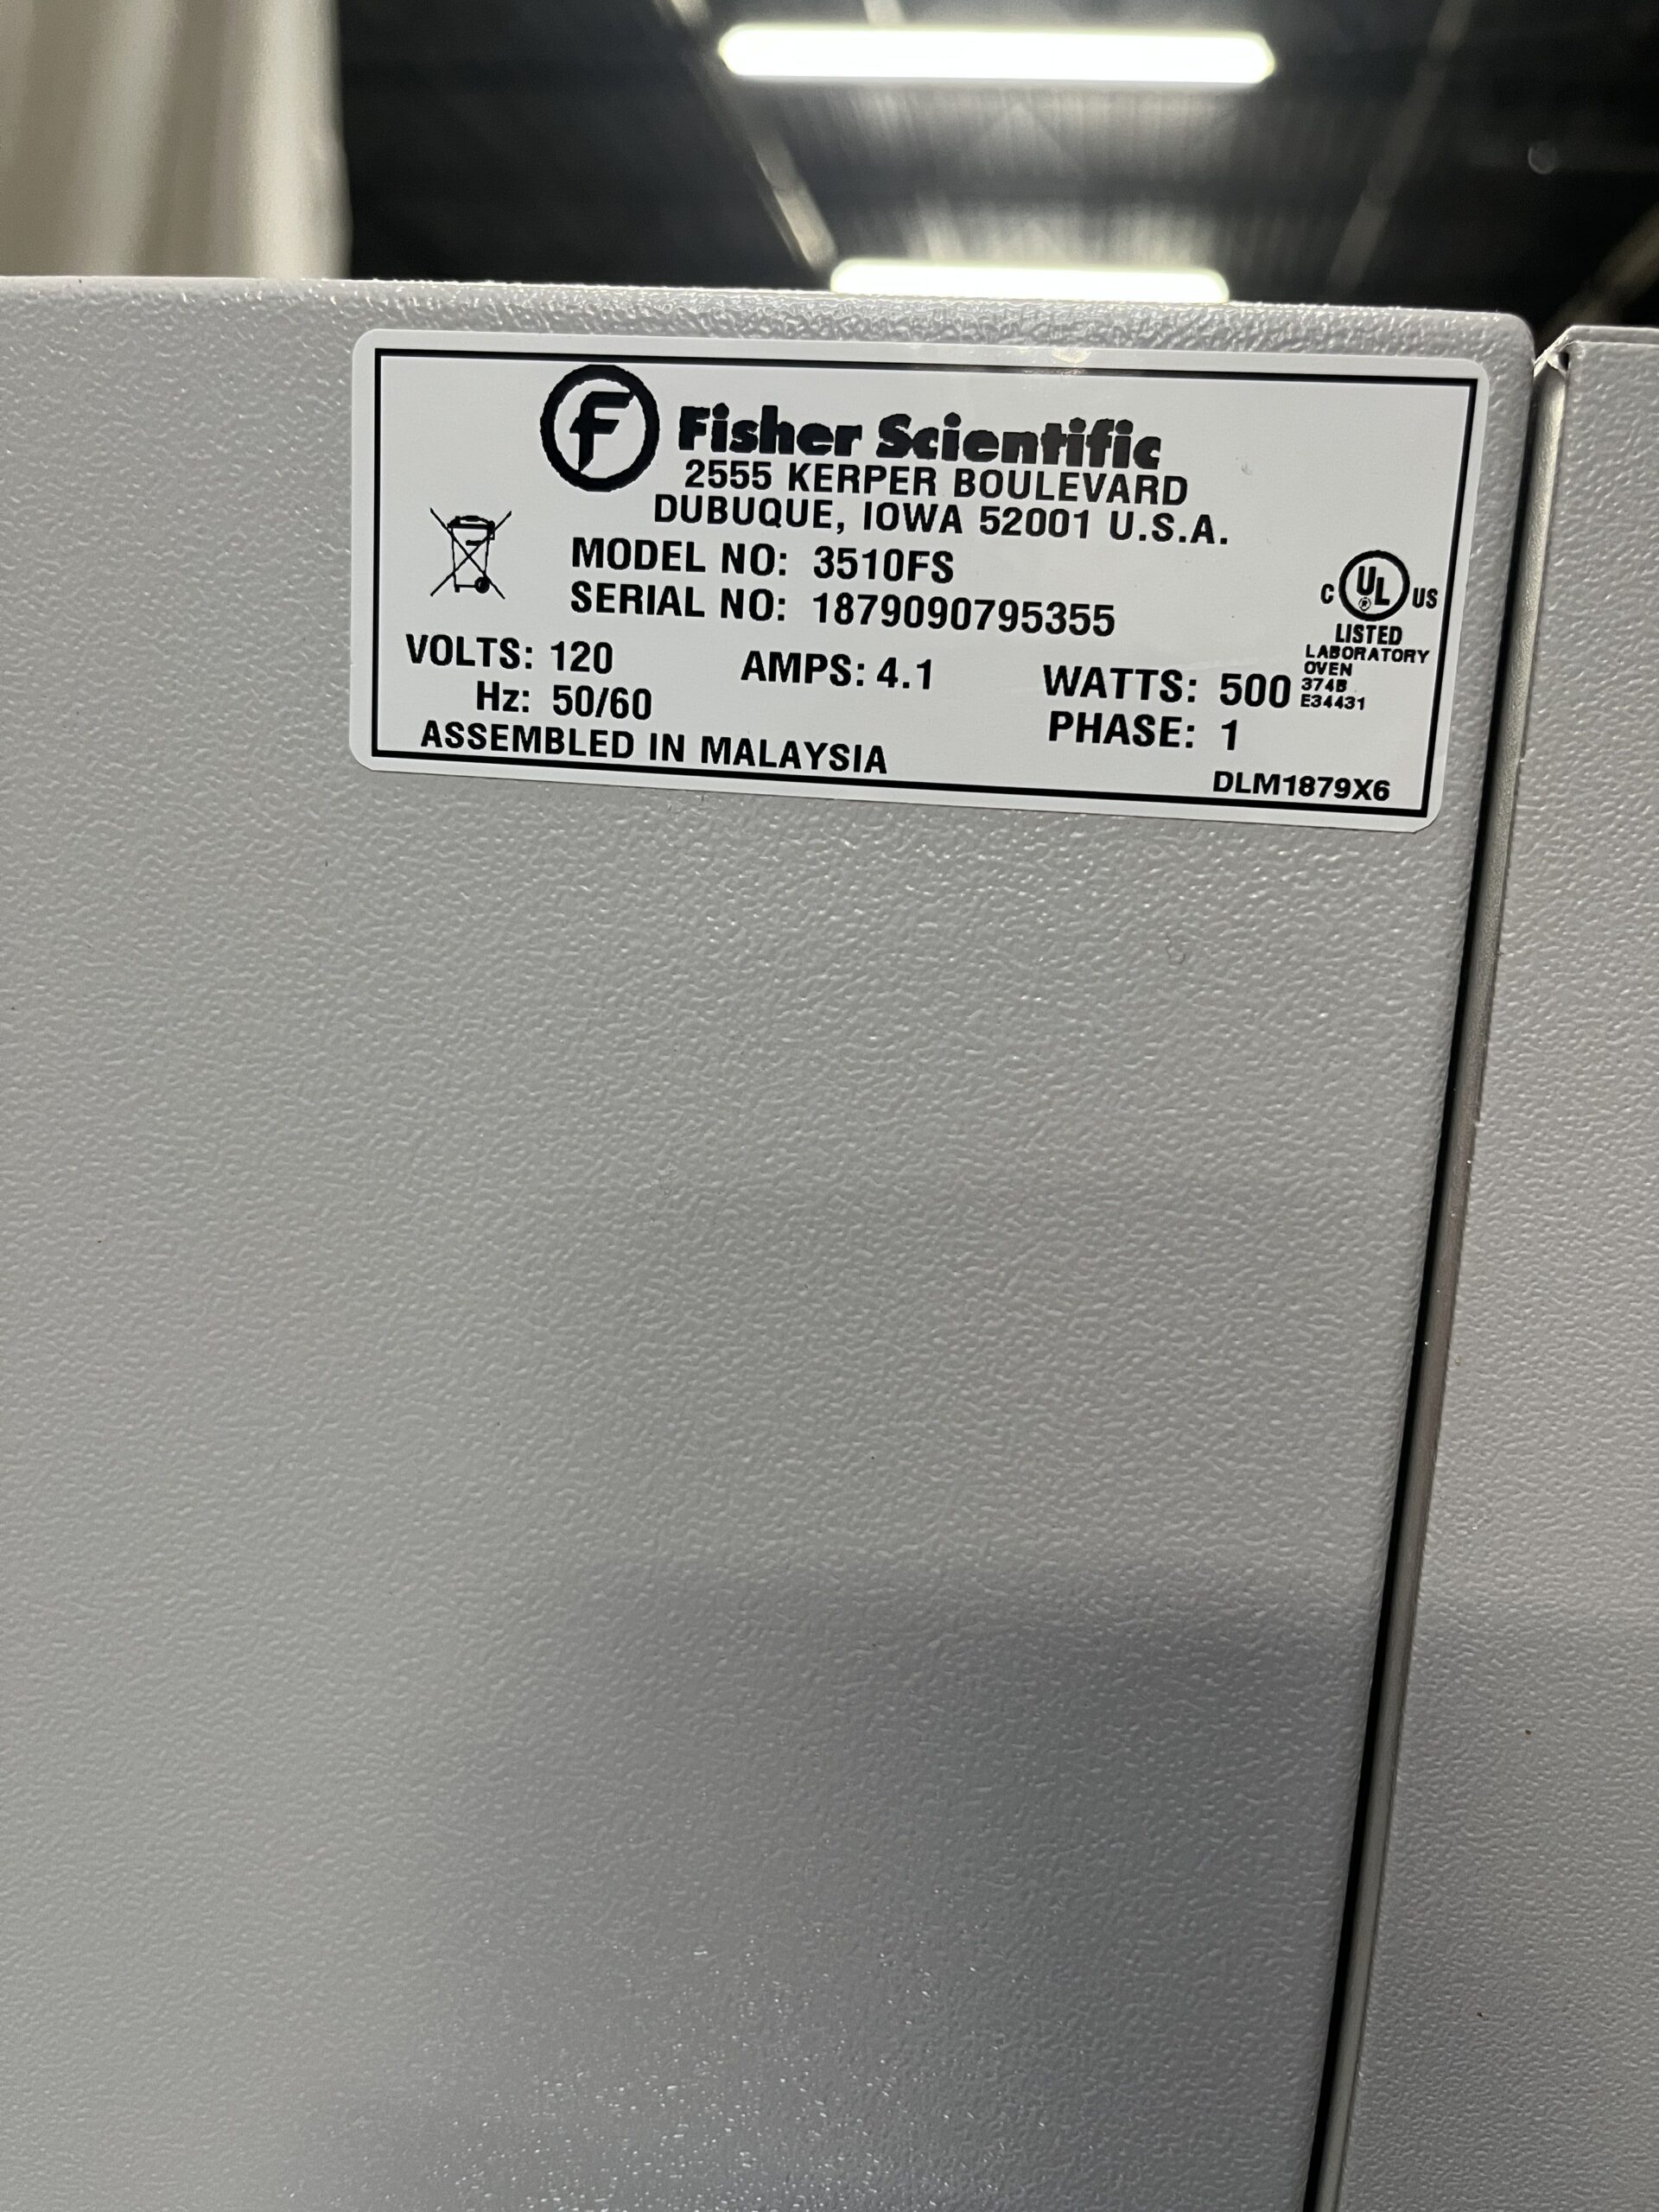 Fisher Scientific
2555 KERPER BOULEVARD
DUBUQUE, IOWA 52001 U.S.A.
MODEL NO: 3510FS
SERIAL NO: 1879090795355
VOLTS: 120 AMPS: 4.1 WATTS: 500
Hz: 50/60 PHASE: 1
ASSEMBLED IN MALAYSIA
C UL US
LISTED
LABORATORY
OVEN
374B
E34431
DLM1879X6